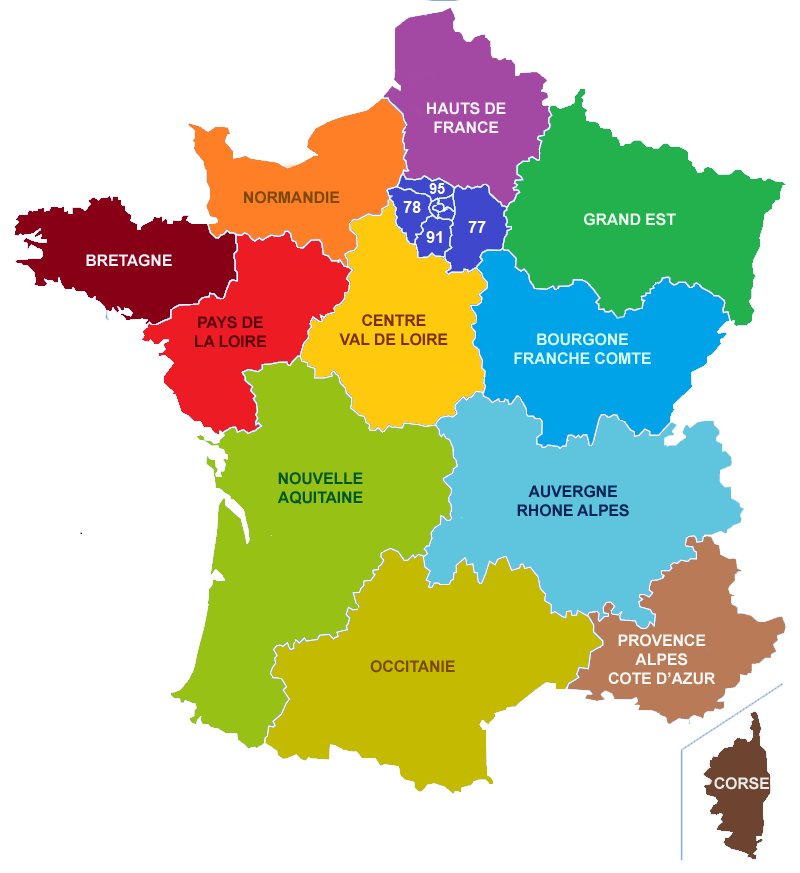 HAUTS DE
FRANCE
NORMANDIE
95
78
77
91
GRAND EST
BRETAGNE
PAYS DE
LA LOIRE
CENTRE
VAL DE LOIRE
BOURGONE
FRANCHE COMTE
NOUVELLE
AQUITAINE
AUVERGNE
RHONE ALPES
OCCITANIE
PROVENCE
ALPES
COTE D'AZUR
CORSE